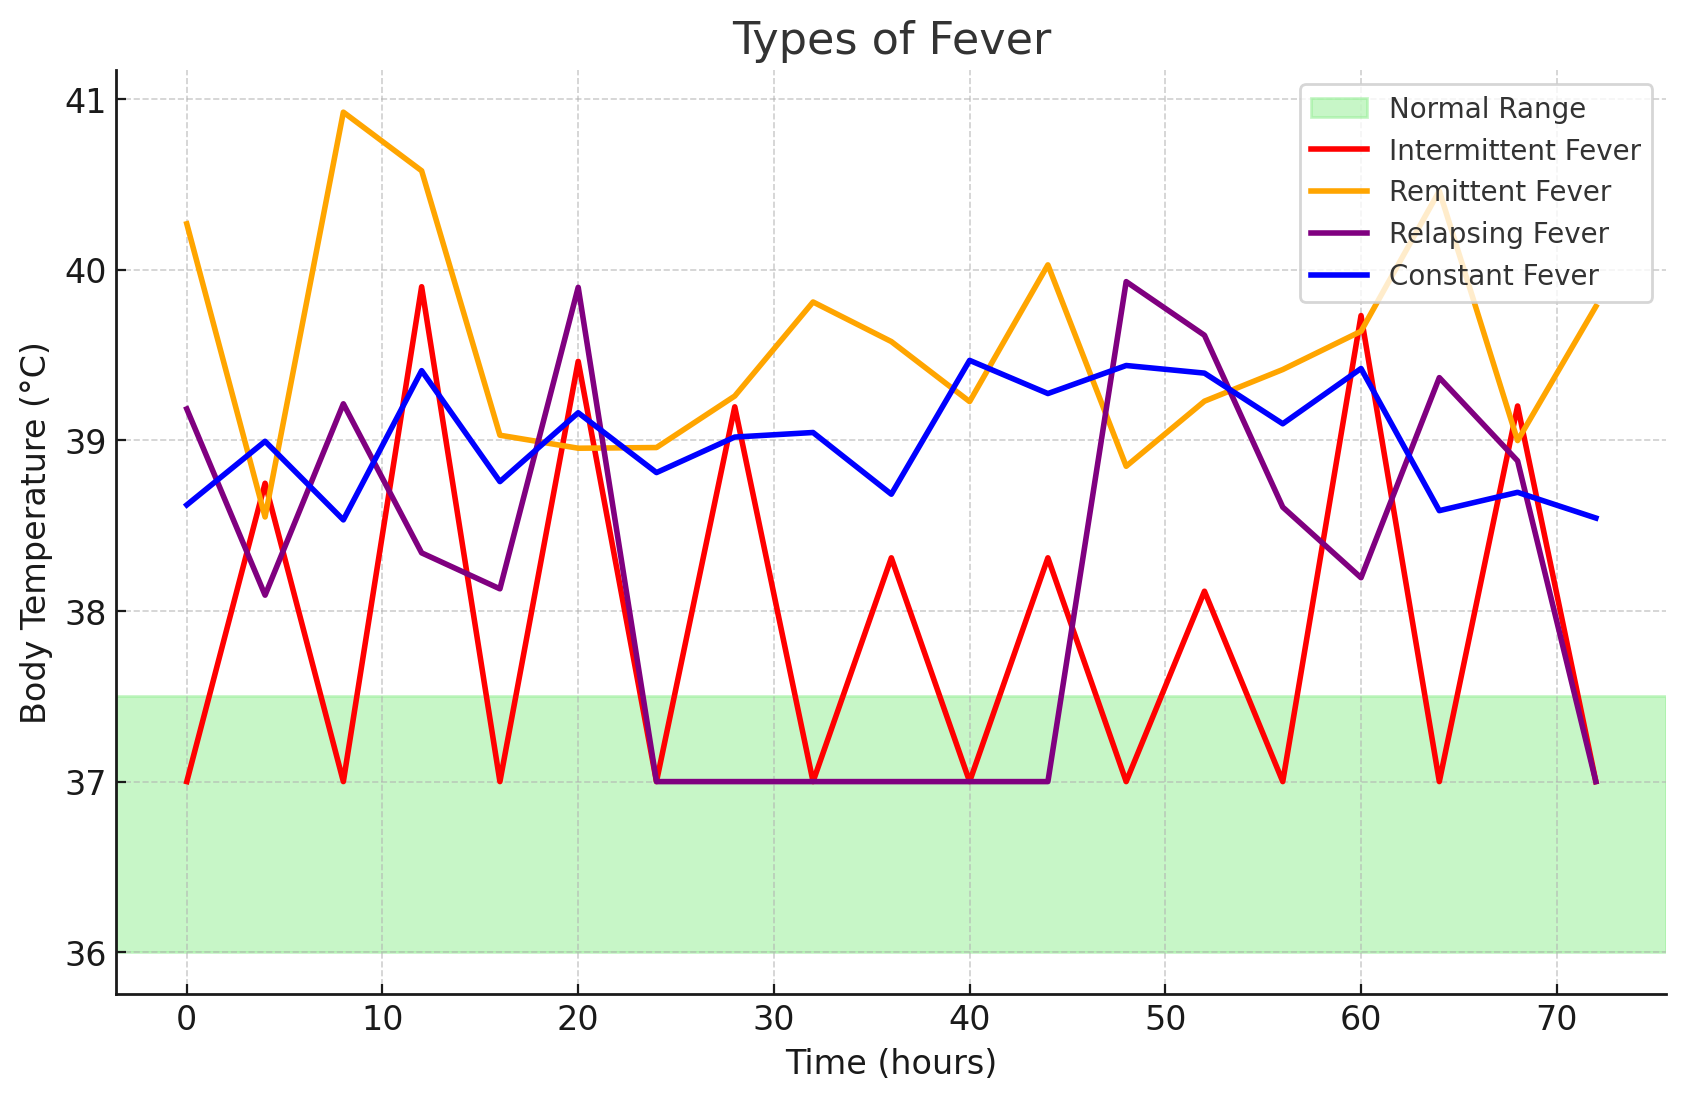 Types of Fever
Normal Range
Intermittent Fever
Remittent Fever
Relapsing Fever
Constant Fever
Body Temperature (°C)
41
40
39
38
37
36
0 10 20 30 40 50 60 70
Time (hours)